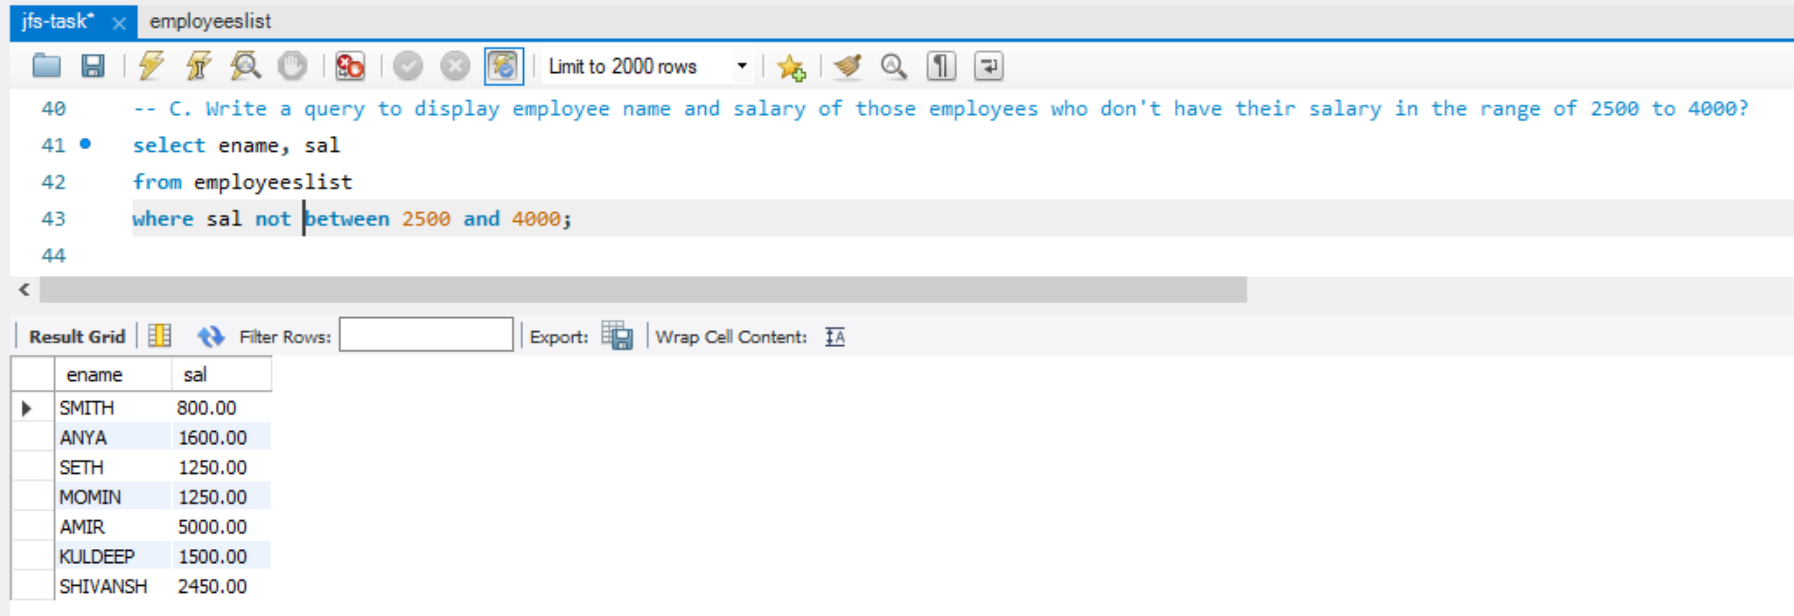 jfs-task* × employeeslist
Limit to 2000 rows
40 -- C. Write a query to display employee name and salary of those employees who don't have their salary in the range of 2500 to 4000?
41 select ename, sal
42 from employeeslist
43 where sal not between 2500 and 4000;
44
Result Grid Filter Rows: Export: Wrap Cell Content: IA
ename sal
SMITH 800.00
ANYA 1600.00
SETH 1250.00
MOMIN 1250.00
AMIR 5000.00
KULDEEP 1500.00
SHIVANSH 2450.00